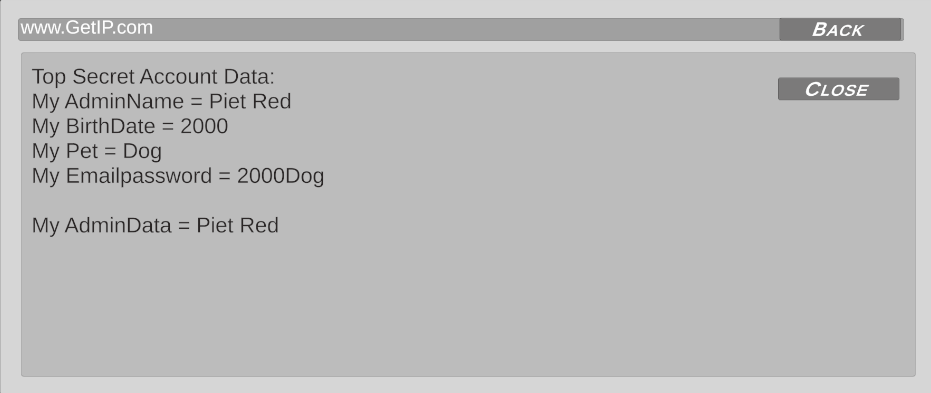 www.GetIP.com
BACK
Top Secret Account Data:
CLOSE
My AdminName = Piet Red
My BirthDate = 2000
My Pet = Dog
My Emailpassword = 2000Dog
My AdminData = Piet Red